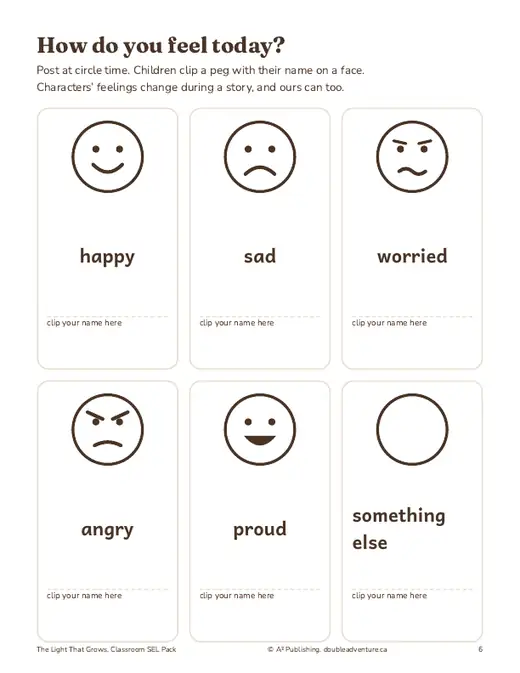 How do you feel today?
Post at circle time. Children clip a peg with their name on a face.
Characters' feelings change during a story, and ours can too.
happy
sad
worried
clip your name here
clip your name here
clip your name here
angry
proud
something
else
clip your name here
clip your name here
clip your name here
The Light That Grows. Classroom SEL Pack
© A² Publishing. doubleadventure.ca
6